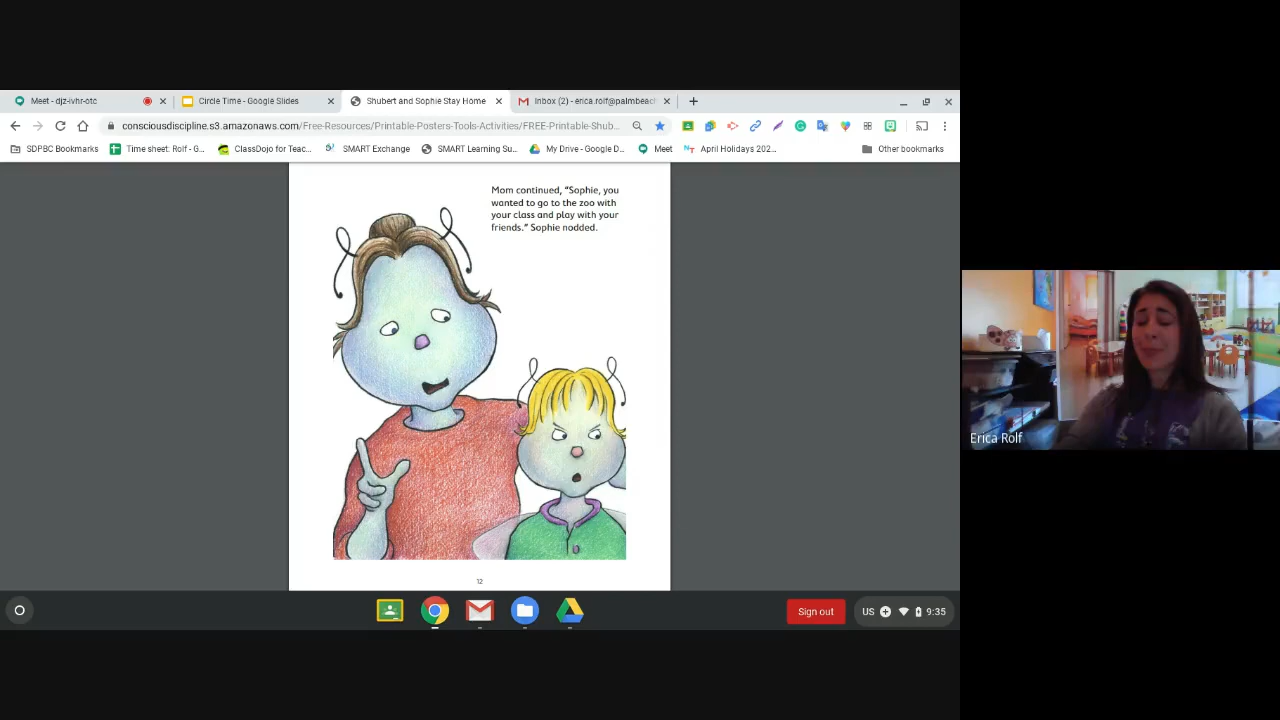 Meet - djz-ivhr-otc
Circle Time - Google Slides
Shubert and Sophie Stay Home
Inbox (2) - erica.rolf@palmbeach
consciousdiscipline.s3.amazonaws.com/Free-Resources/Printable-Posters-Tools-Activities/FREE-Printable-Shub...
SDPBC Bookmarks
Time sheet: Rolf - G...
ClassDojo for Teac...
SMART Exchange
SMART Learning Su...
My Drive - Google D...
Meet
NT
April Holidays 202...
Other bookmarks
Mom continued, “Sophie, you
wanted to go to the zoo with
your class and play with your
friends.” Sophie nodded.
12
Erica Rolf
Sign out
US
9:35